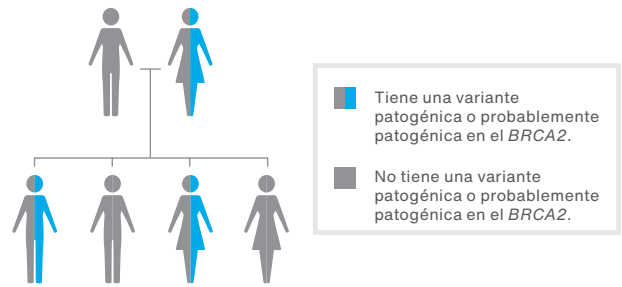 Tiene una variante
patogénica o probablemente
patogénica en el BRCA2.
No tiene una variante
patogénica o probablemente
patogénica en el BRCA2.